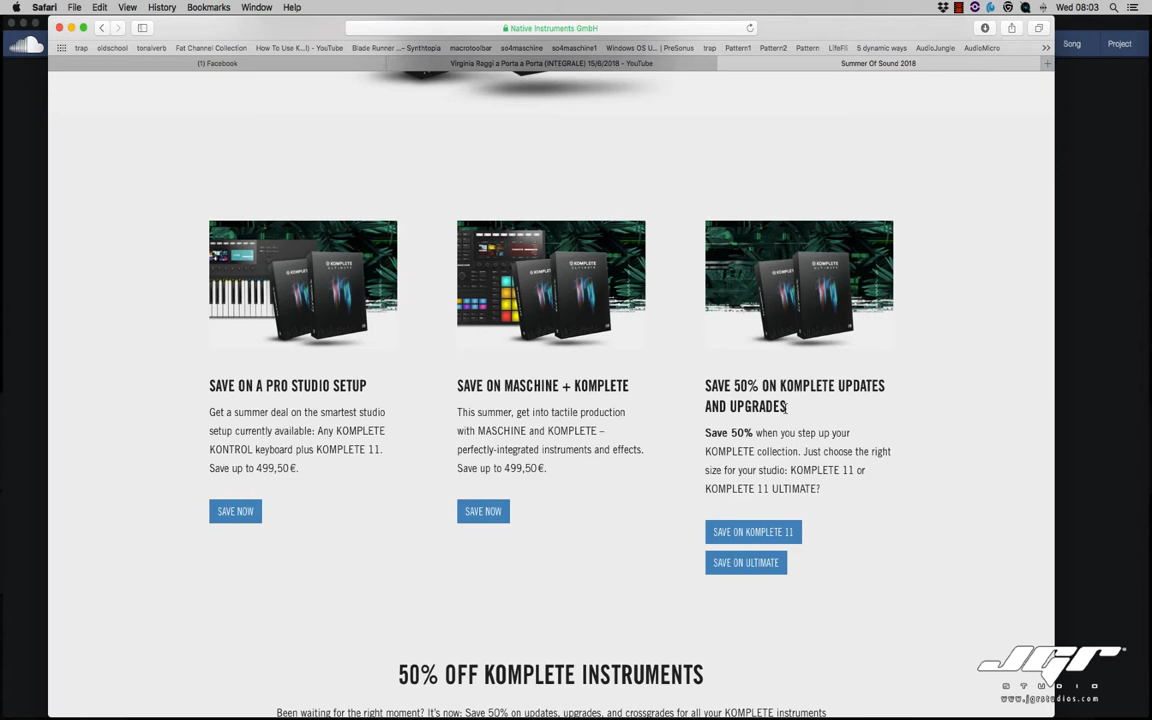 Safari File Edit View History Bookmarks Window Help Wed 08:03
Native Instruments GmbH
trap oldschool tonalverb Fat Channel Collection How To Use K...!) - YouTube Blade Runner ...– Synthtopia macrotoolbar so4maschine so4maschine1 Windows OS U... | PreSonus trap Pattern1 Pattern2 Pattern LifeFli 5 dynamic ways AudioJungle AudioMicro
Song Project
(1) Facebook Virginia Raggi a Porta a Porta (INTEGRALE) 15/6/2018 - YouTube Summer Of Sound 2018
SAVE ON A PRO STUDIO SETUP
Get a summer deal on the smartest studio
setup currently available: Any KOMPLETE
KONTROL keyboard plus KOMPLETE 11.
Save up to 499,50€.
SAVE NOW
SAVE ON MASCHINE + KOMPLETE
This summer, get into tactile production
with MASCHINE and KOMPLETE –
perfectly-integrated instruments and effects.
Save up to 499,50€.
SAVE NOW
KOMPLETE
ULTIMATE
SAVE 50% ON KOMPLETE UPDATES
AND UPGRADES
Save 50% when you step up your
KOMPLETE collection. Just choose the right
size for your studio: KOMPLETE 11 or
KOMPLETE 11 ULTIMATE?
SAVE ON KOMPLETE 11
SAVE ON ULTIMATE
50% OFF KOMPLETE INSTRUMENTS
Been waiting for the right moment? It's now: Save 50% on updates, upgrades, and crossgrades for all your KOMPLETE instruments
JGR
STUDIO
www.jgrstudios.com